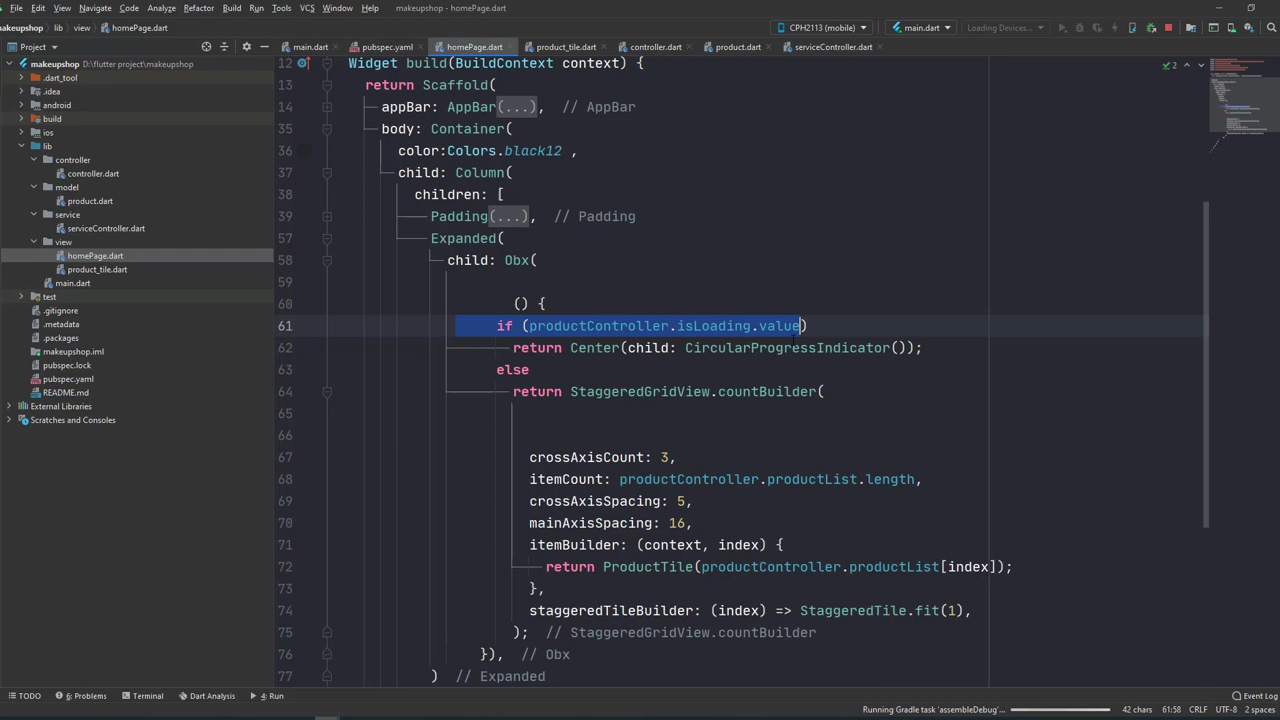 File Edit View Navigate Code Analyze Refactor Build Run Tools VCS Window Help makeupshop - homePage.dart
makeupshop lib view homePage.dart CPH2113 (mobile) main.dart Loading Devices...
Project main.dart pubspec.yaml homePage.dart product_tile.dart controller.dart product.dart serviceController.dart
makeupshop D:\flutter project\makeupshop
.dart_tool
.idea
android
build
ios
lib
controller
controller.dart
model
product.dart
service
serviceController.dart
view
homePage.dart
product_tile.dart
main.dart
test
.gitignore
.metadata
.packages
makeupshop.iml
pubspec.lock
pubspec.yaml
README.md
External Libraries
Scratches and Consoles
12 Widget build(BuildContext context) {
13 return Scaffold(
14 appBar: AppBar(...), // AppBar
35 body: Container(
36 color:Colors.black12 ,
37 child: Column(
38 children: [
39 Padding(...), // Padding
57 Expanded(
58 child: Obx(
59
60 () {
61 if (productController.isLoading.value)
62 return Center(child: CircularProgressIndicator());
63 else
64 return StaggeredGridView.countBuilder(
65
66
67 crossAxisCount: 3,
68 itemCount: productController.productList.length,
69 crossAxisSpacing: 5,
70 mainAxisSpacing: 16,
71 itemBuilder: (context, index) {
72 return ProductTile(productController.productList[index]);
73 },
74 staggeredTileBuilder: (index) => StaggeredTile.fit(1),
75 ); // StaggeredGridView.countBuilder
76 }), // Obx
77 ) // Expanded
2
TODO 6: Problems Terminal Dart Analysis 4: Run Event Log
Running Gradle task 'assembleDebug'... 42 chars 61:58 CRLF UTF-8 2 spaces